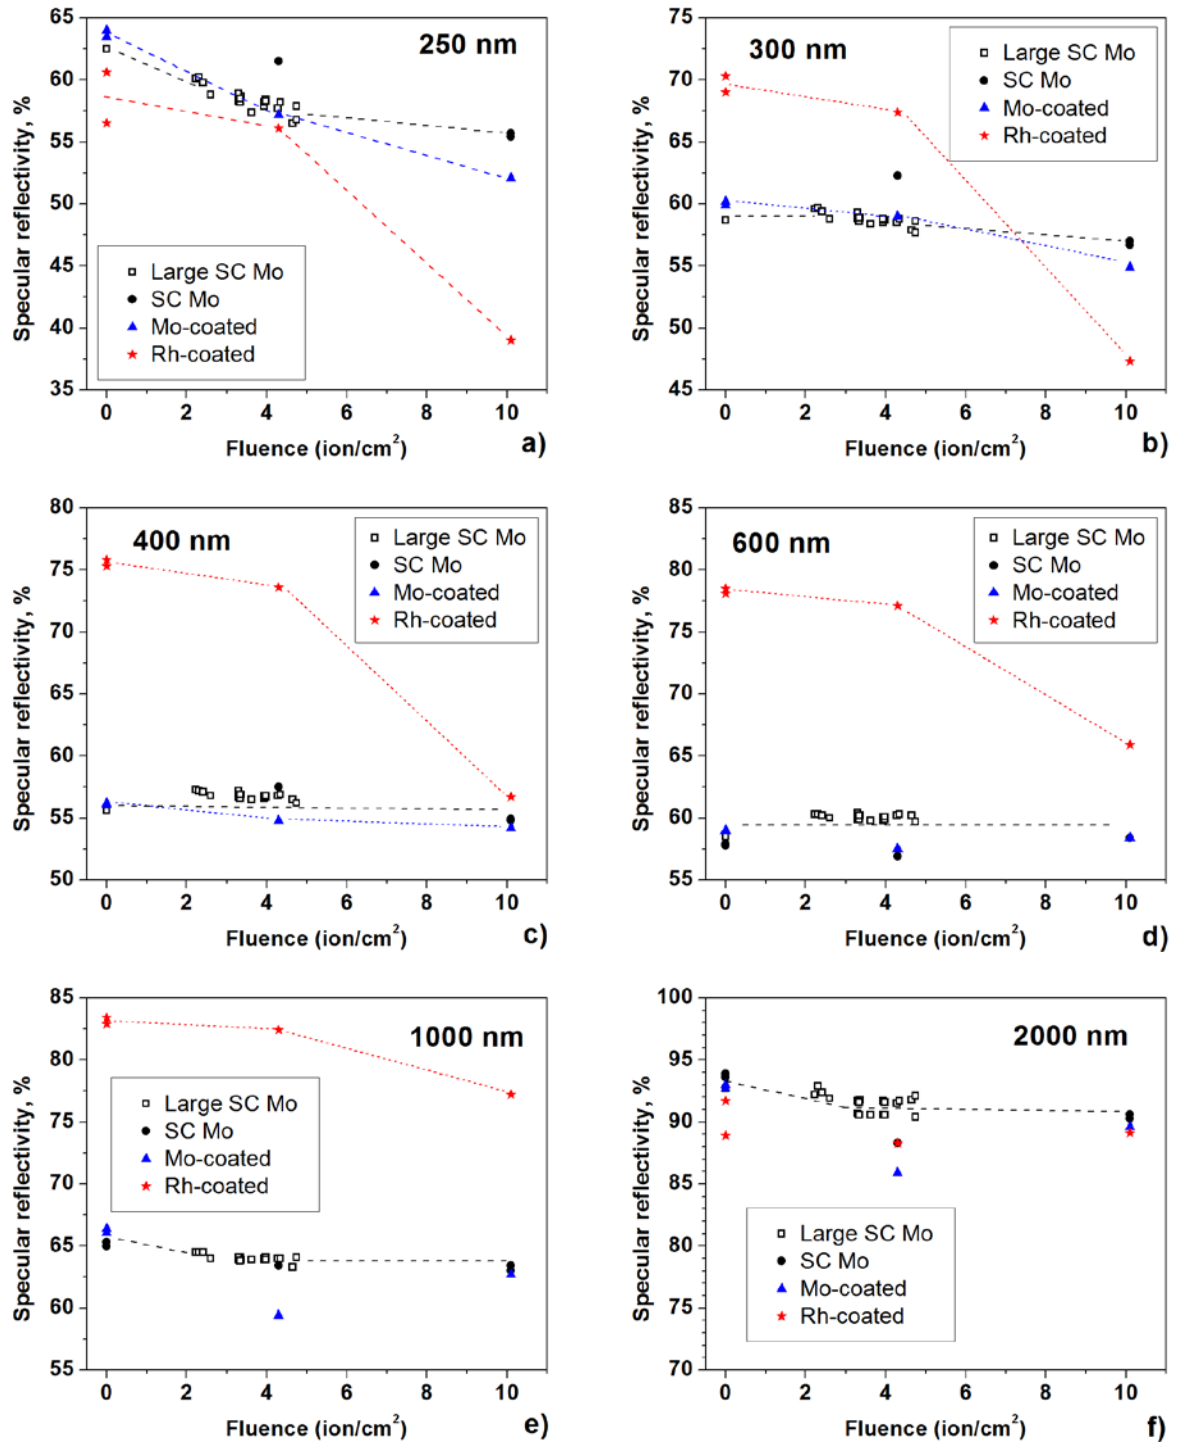 Specular reflectivity, %
65
60
55
50
45
40
35
250 nm
Large SC Mo
SC Mo
Mo-coated
Rh-coated
0 2 4 6 8 10
Fluence (ion/cm²)
a)
Specular reflectivity, %
75
70
65
60
55
50
45
300 nm
Large SC Mo
SC Mo
Mo-coated
Rh-coated
0 2 4 6 8 10
Fluence (ion/cm²)
b)
Specular reflectivity, %
80
75
70
65
60
55
50
400 nm
Large SC Mo
SC Mo
Mo-coated
Rh-coated
0 2 4 6 8 10
Fluence (ion/cm²)
c)
Specular reflectivity, %
85
80
75
70
65
60
55
600 nm
Large SC Mo
SC Mo
Mo-coated
Rh-coated
0 2 4 6 8 10
Fluence (ion/cm²)
d)
Specular reflectivity, %
85
80
75
70
65
60
55
1000 nm
Large SC Mo
SC Mo
Mo-coated
Rh-coated
0 2 4 6 8 10
Fluence (ion/cm²)
e)
Specular reflectivity, %
100
95
90
85
80
75
70
2000 nm
Large SC Mo
SC Mo
Mo-coated
Rh-coated
0 2 4 6 8 10
Fluence (ion/cm²)
f)